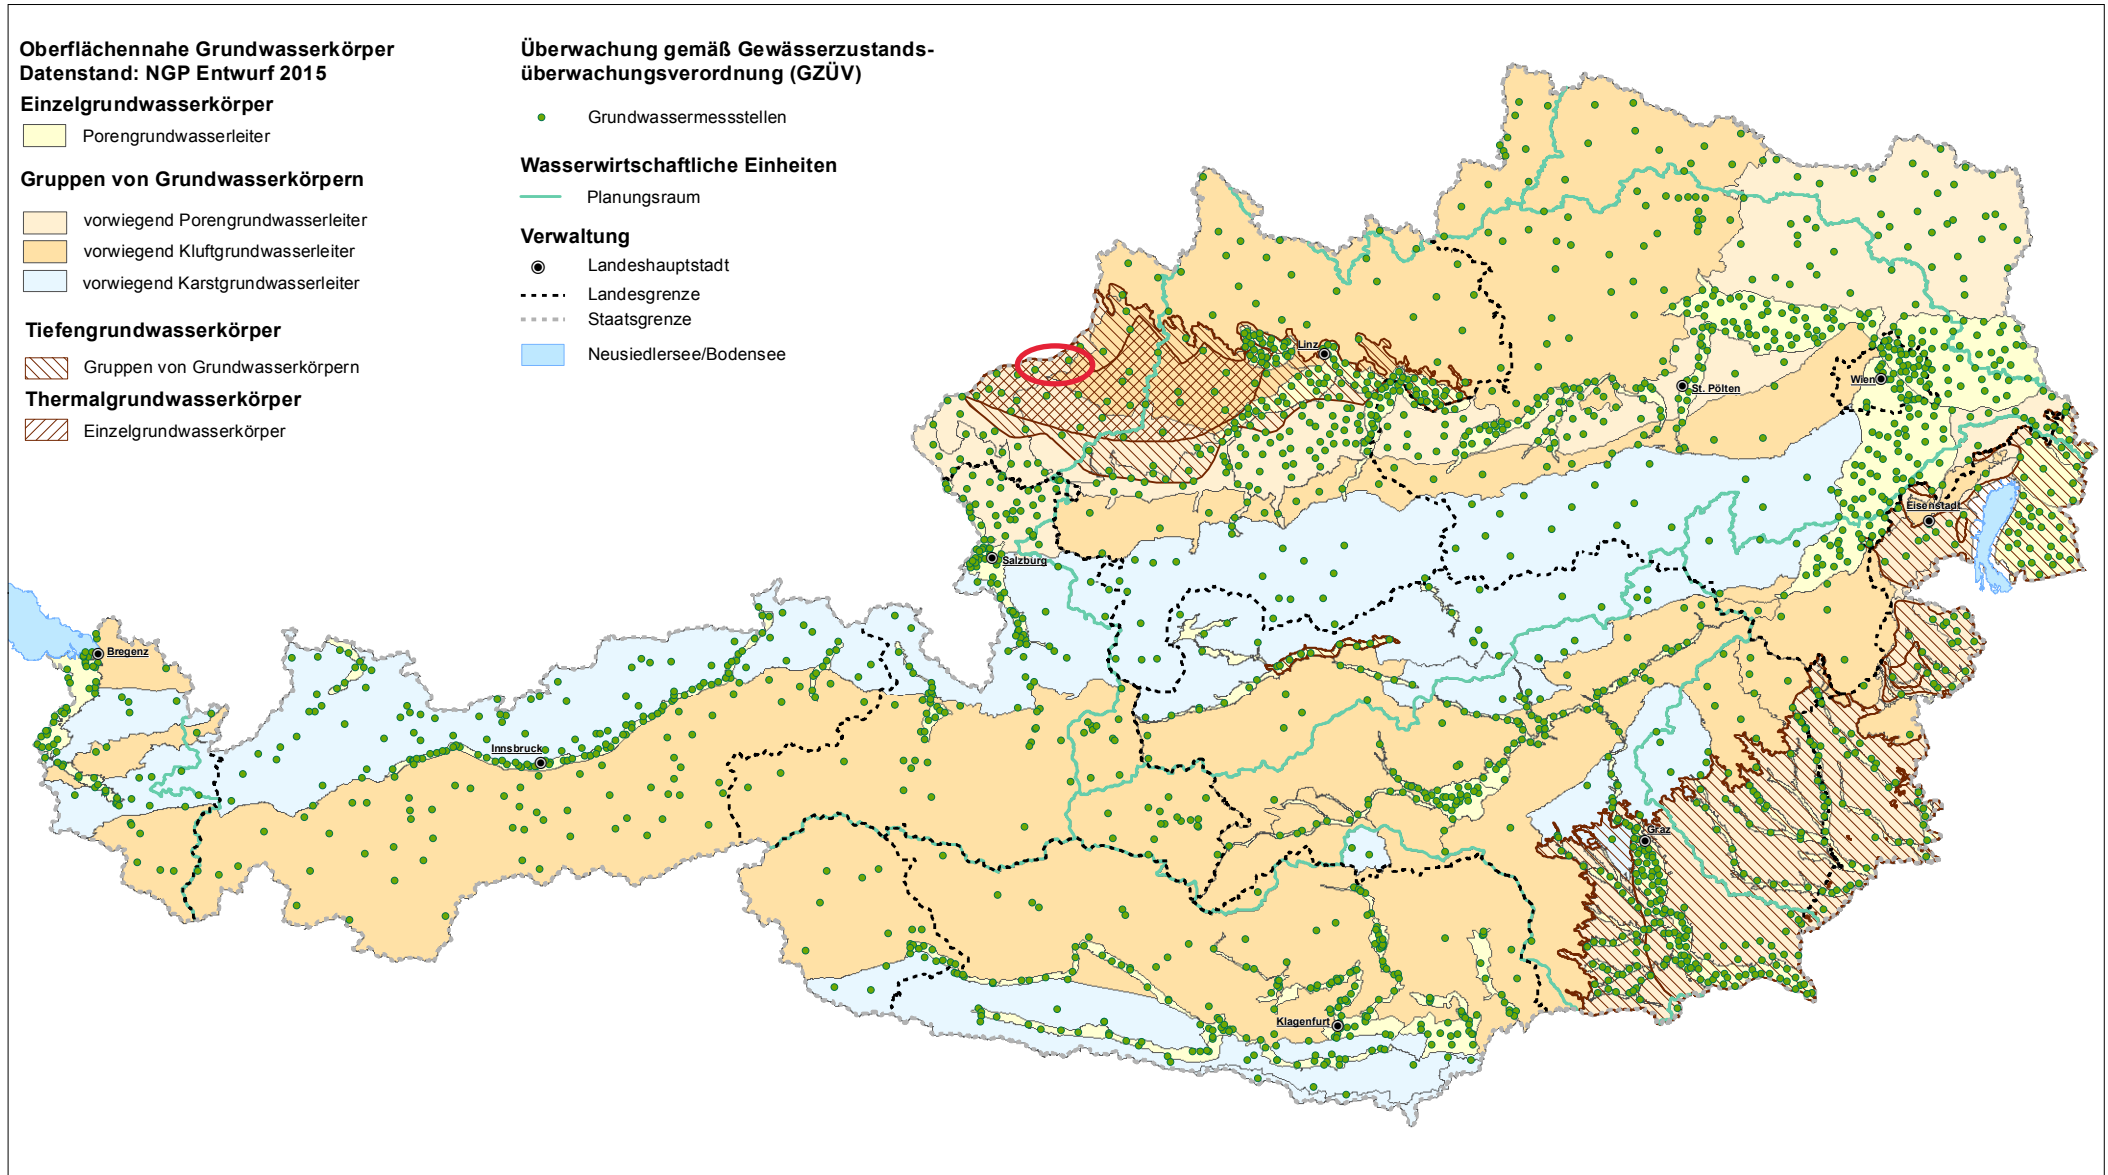 Oberflächennahe Grundwasserkörper
Datenstand: NGP Entwurf 2015
Einzelgrundwasserkörper
Porengrundwasserleiter
Gruppen von Grundwasserkörpern
vorwiegend Porengrundwasserleiter
vorwiegend Kluftgrundwasserleiter
vorwiegend Karstgrundwasserleiter
Tiefengrundwasserkörper
Gruppen von Grundwasserkörpern
Thermalgrundwasserkörper
Einzelgrundwasserkörper
Überwachung gemäß Gewässerzustands-
überwachungsverordnung (GZÜV)
Grundwassermessstellen
Wasserwirtschaftliche Einheiten
Planungsraum
Verwaltung
Landeshauptstadt
Landesgrenze
Staatsgrenze
Neusiedlersee/Bodensee
Linz
Wien
St. Pölten
Eisenstadt
Salzburg
Bregenz
Innsbruck
Graz
Klagenfurt